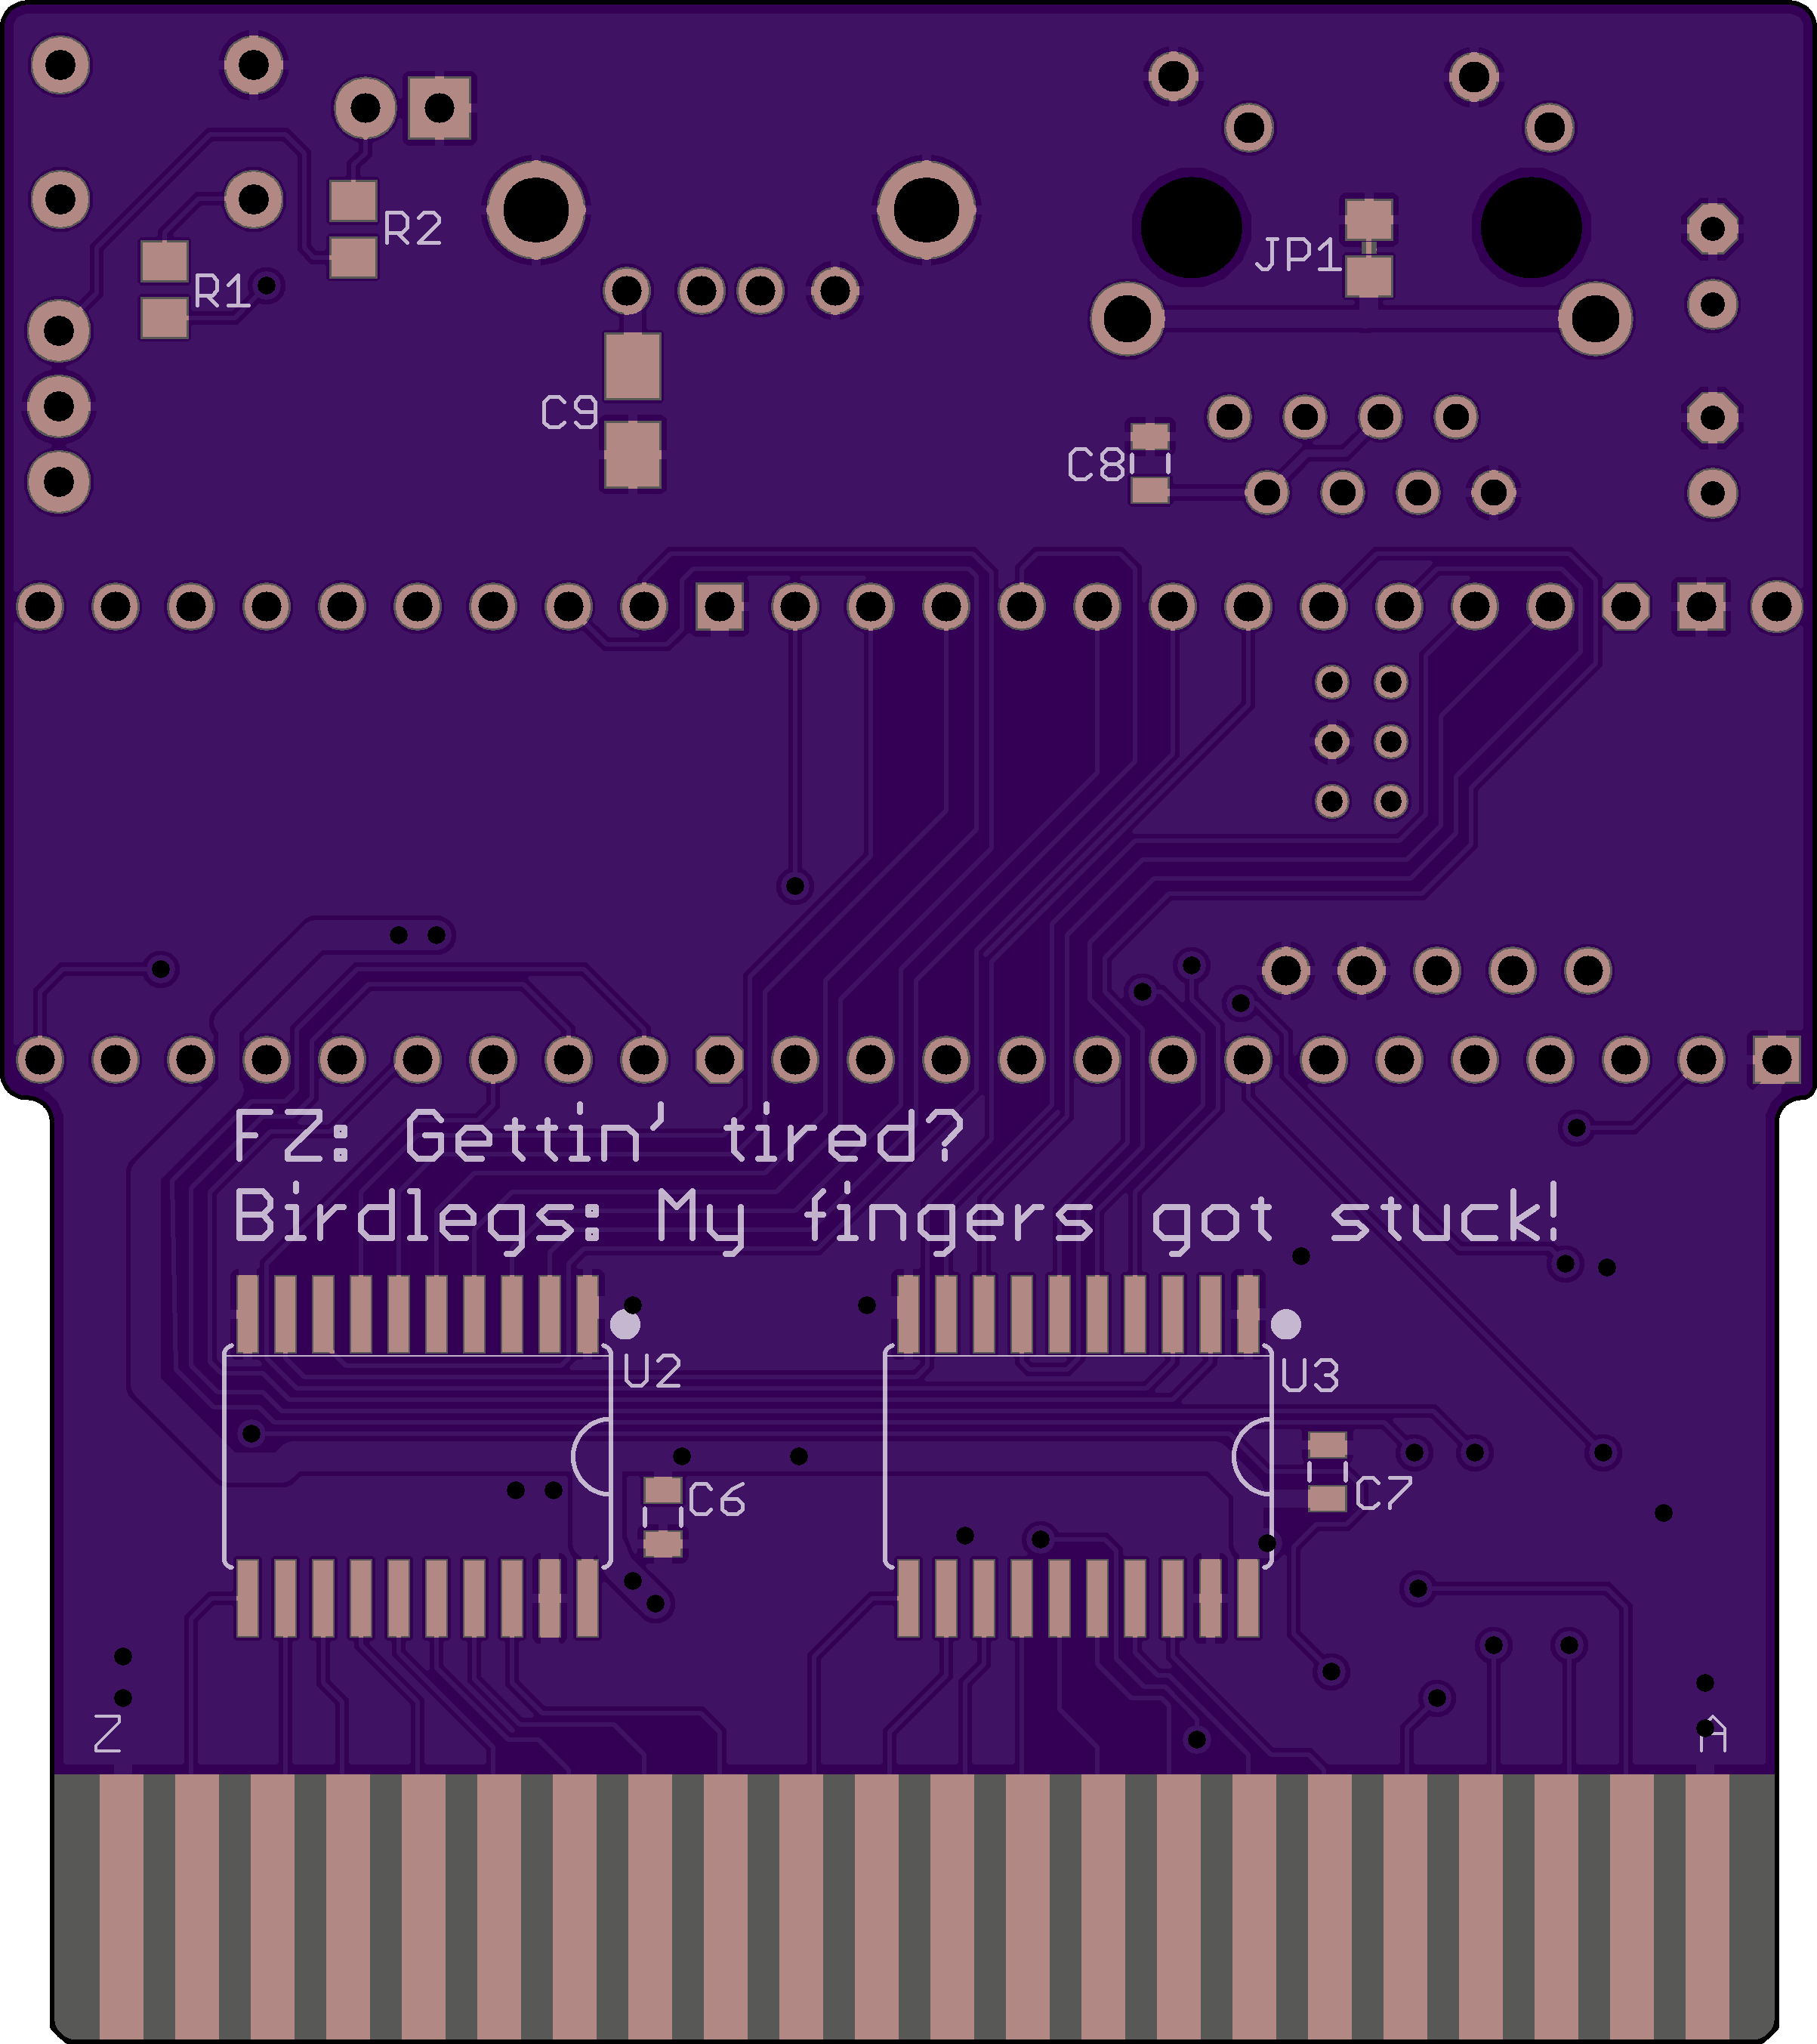 R2
R1
JP1
C9
C8
FZ: Gettin' tired?
Birdlegs: My fingers got stuck!
U2
U3
C6
C7
Z
A